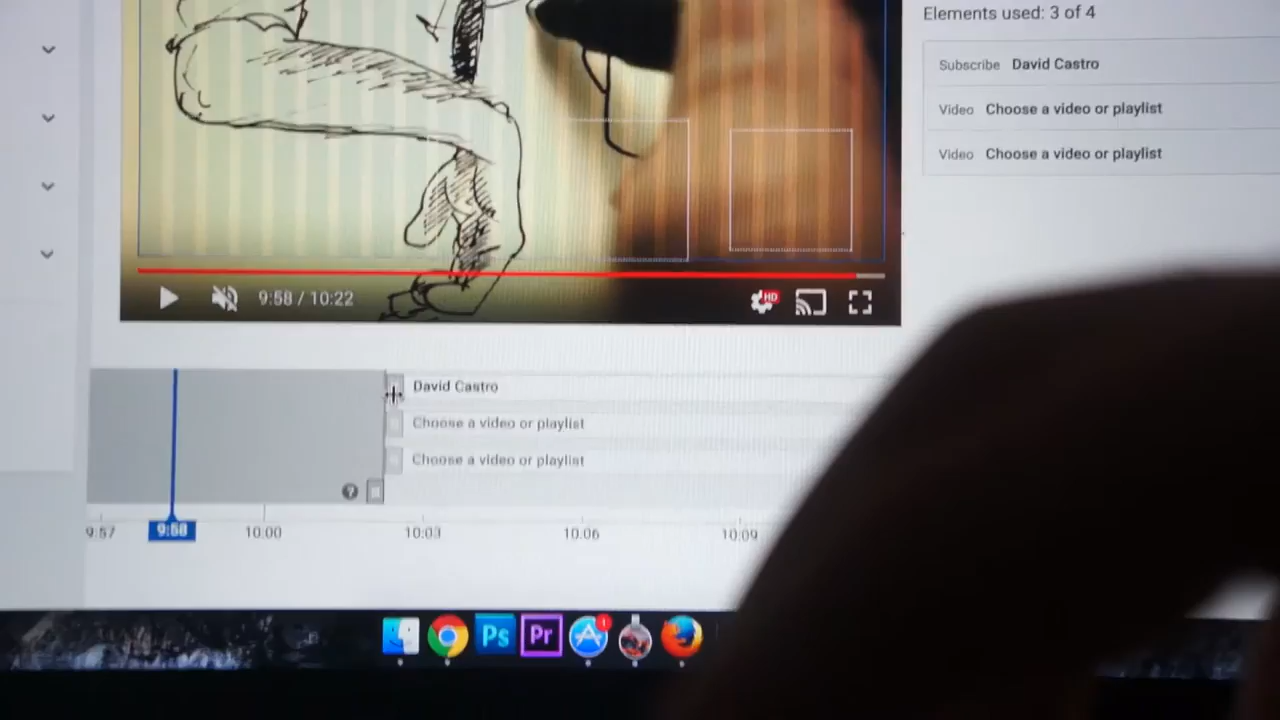 Elements used: 3 of 4
Subscribe David Castro
Video Choose a video or playlist
Video Choose a video or playlist
9:58 / 10:22
HD
David Castro
Choose a video or playlist
Choose a video or playlist
?
9:57 9:58 10:00 10:03 10:06 10:09
Ps Pr 1